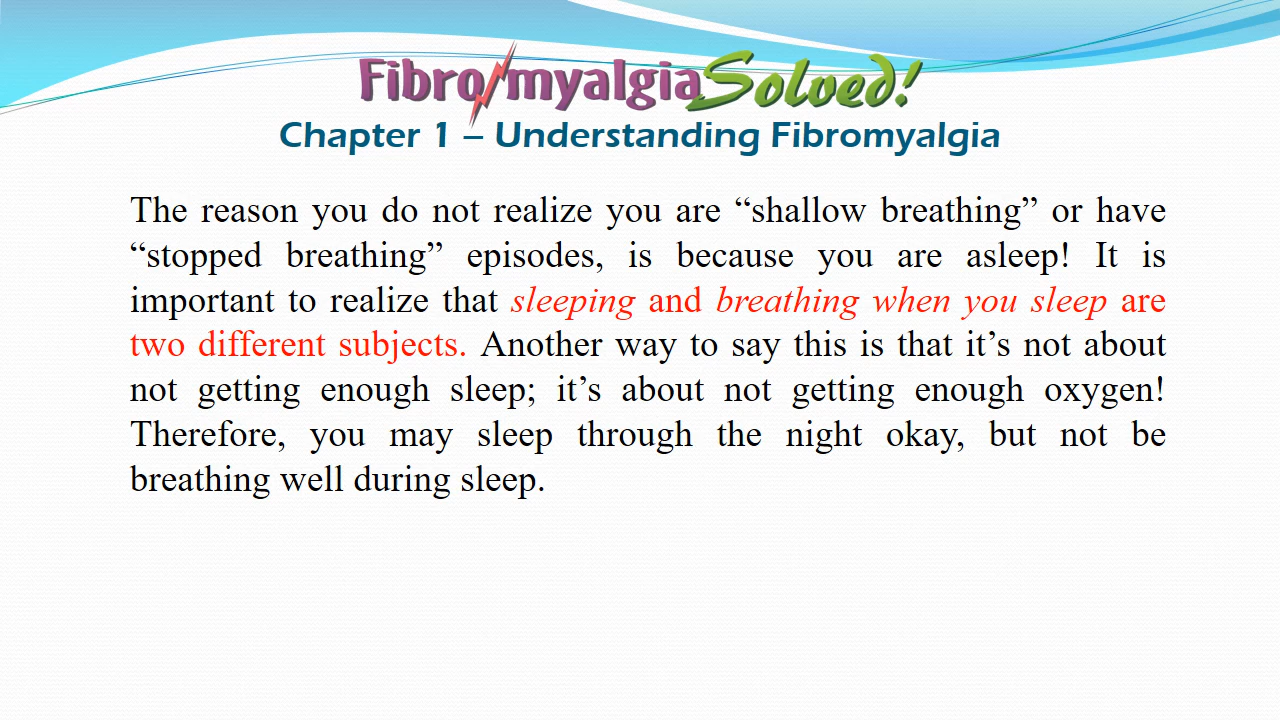 Fibromyalgia Solved!
Chapter 1 – Understanding Fibromyalgia
The reason you do not realize you are “shallow breathing” or have
“stopped breathing” episodes, is because you are asleep! It is
important to realize that sleeping and breathing when you sleep are
two different subjects. Another way to say this is that it’s not about
not getting enough sleep; it’s about not getting enough oxygen!
Therefore, you may sleep through the night okay, but not be
breathing well during sleep.